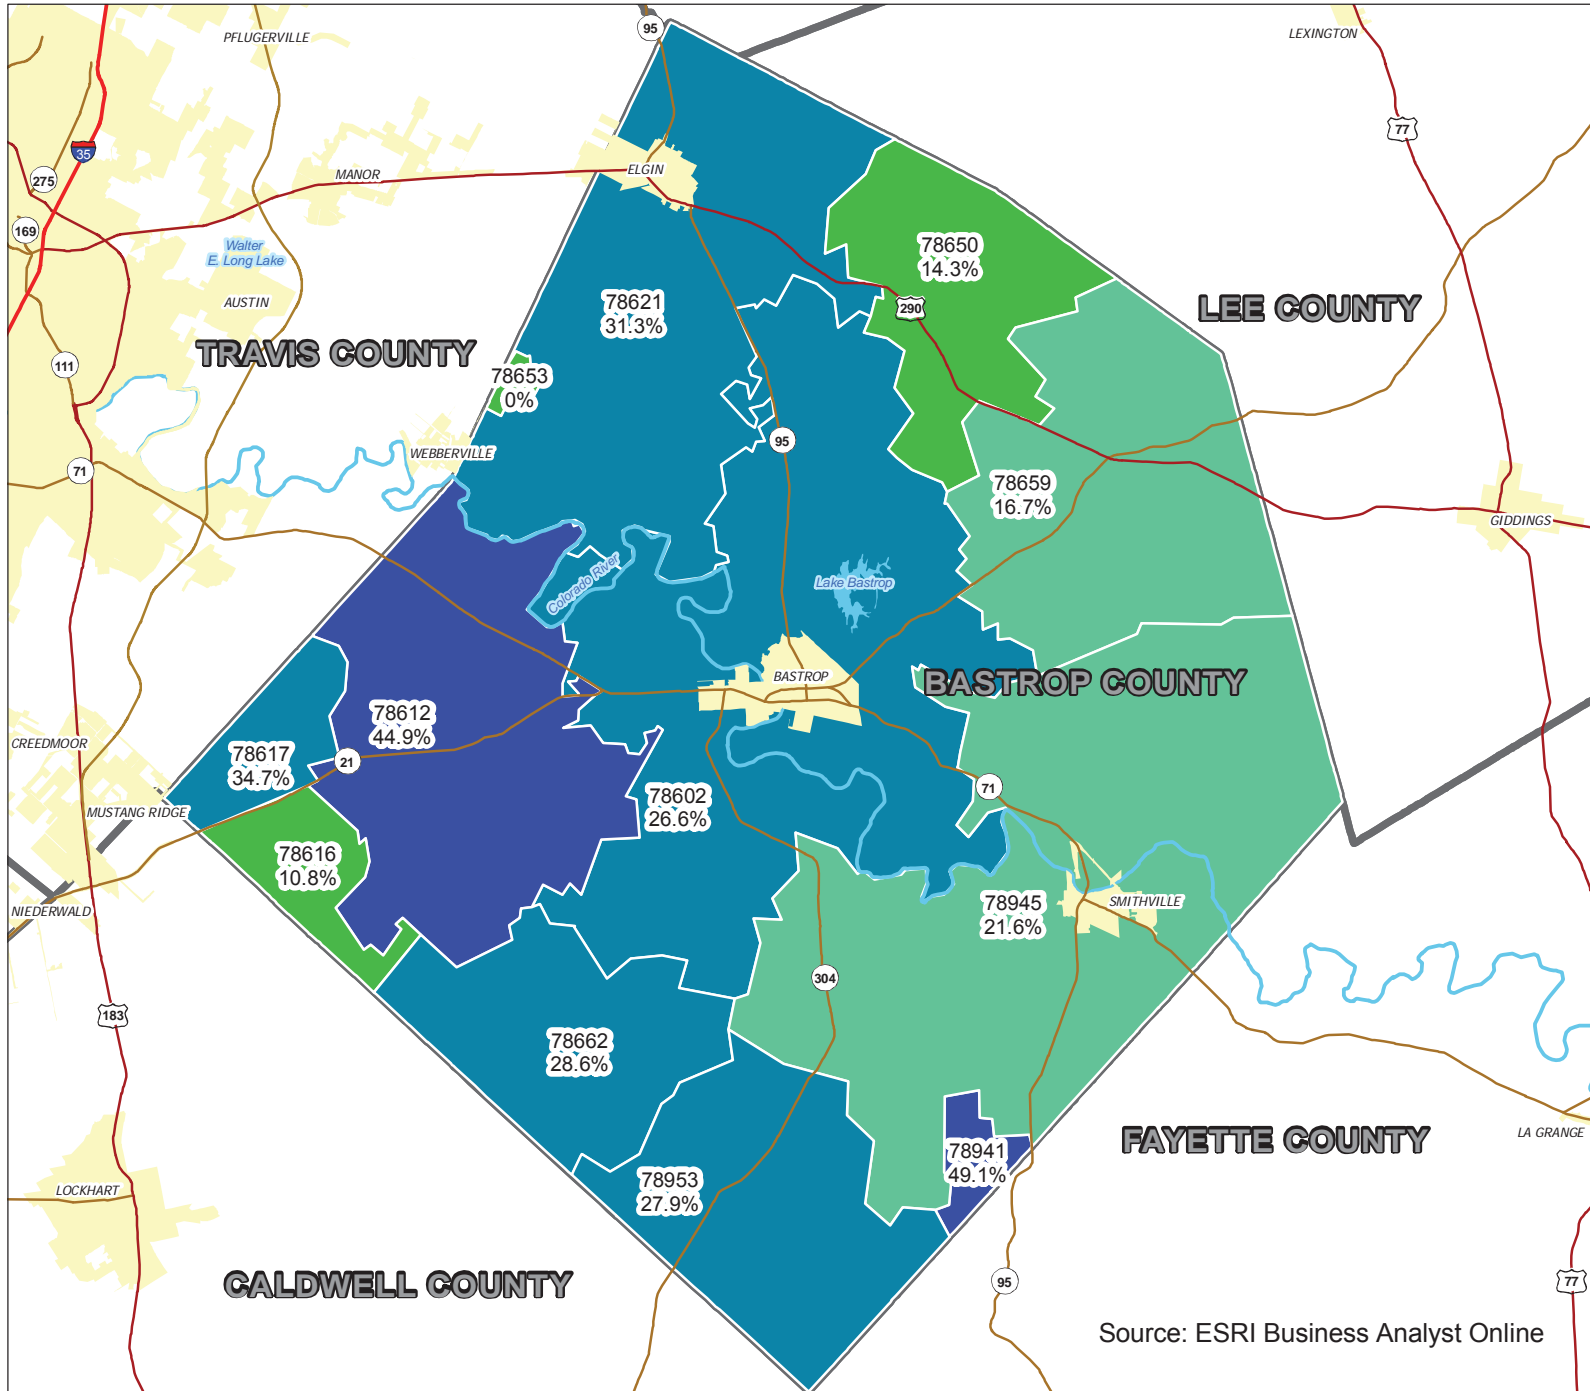 95
PFLUGERVILLE
LEXINGTON
77
35
275
MANOR
ELGIN
169
Walter
E. Long Lake
AUSTIN
78650
14.3%
290
LEE COUNTY
78621
31.3%
TRAVIS COUNTY
111
78653
0%
WEBBERVILLE
95
71
78659
16.7%
GIDDINGS
Colorado River
Lake Bastrop
BASTROP
BASTROP COUNTY
78612
44.9%
CREEDMOOR
78617
34.7%
21
71
MUSTANG RIDGE
78602
26.6%
78616
10.8%
NIEDERWALD
78945
21.6%
SMITHVILLE
304
183
78662
28.6%
FAYETTE COUNTY
LA GRANGE
78941
49.1%
LOCKHART
78953
27.9%
CALDWELL COUNTY
95
77
Source: ESRI Business Analyst Online